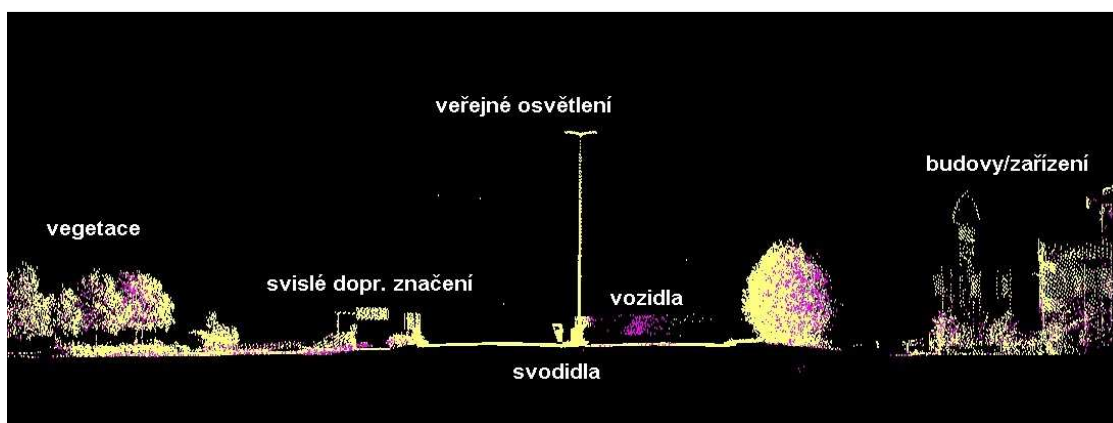 veřejné osvětlení
budovy/zařízení
vegetace
svislé dopr. značení
vozidla
svodidla